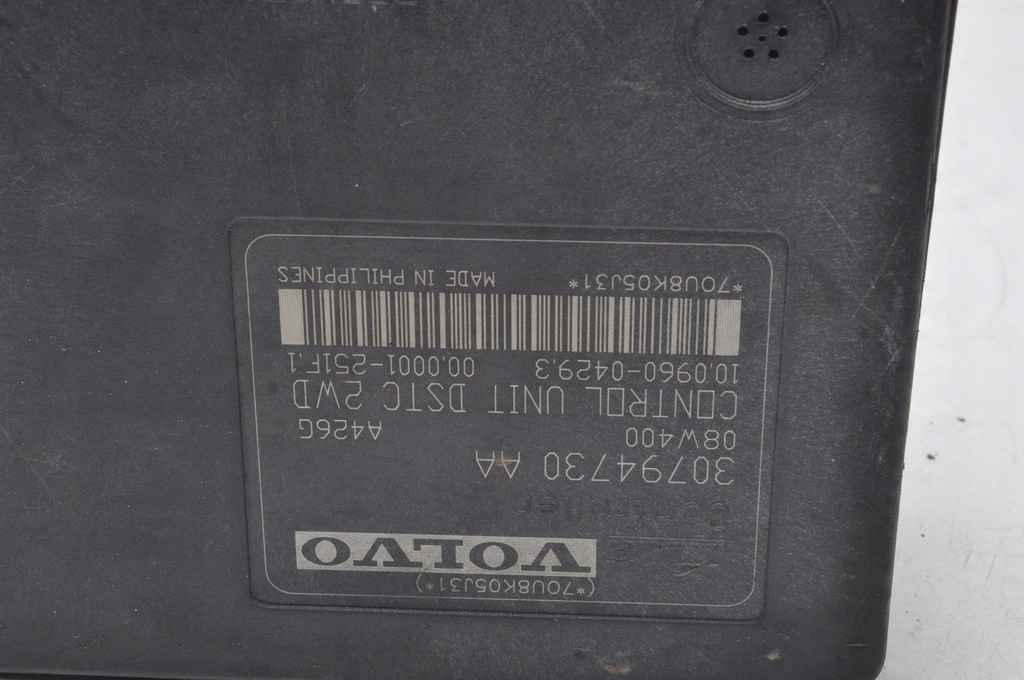 (*70U8K05J31*)
VOLVO
Controller
30794730 AA
08W400 A426G
CONTROL UNIT DSTC 2WD
10.0960-0429.3 00.0001-251F.1
*70U8K05J31* MADE IN PHILIPPINES